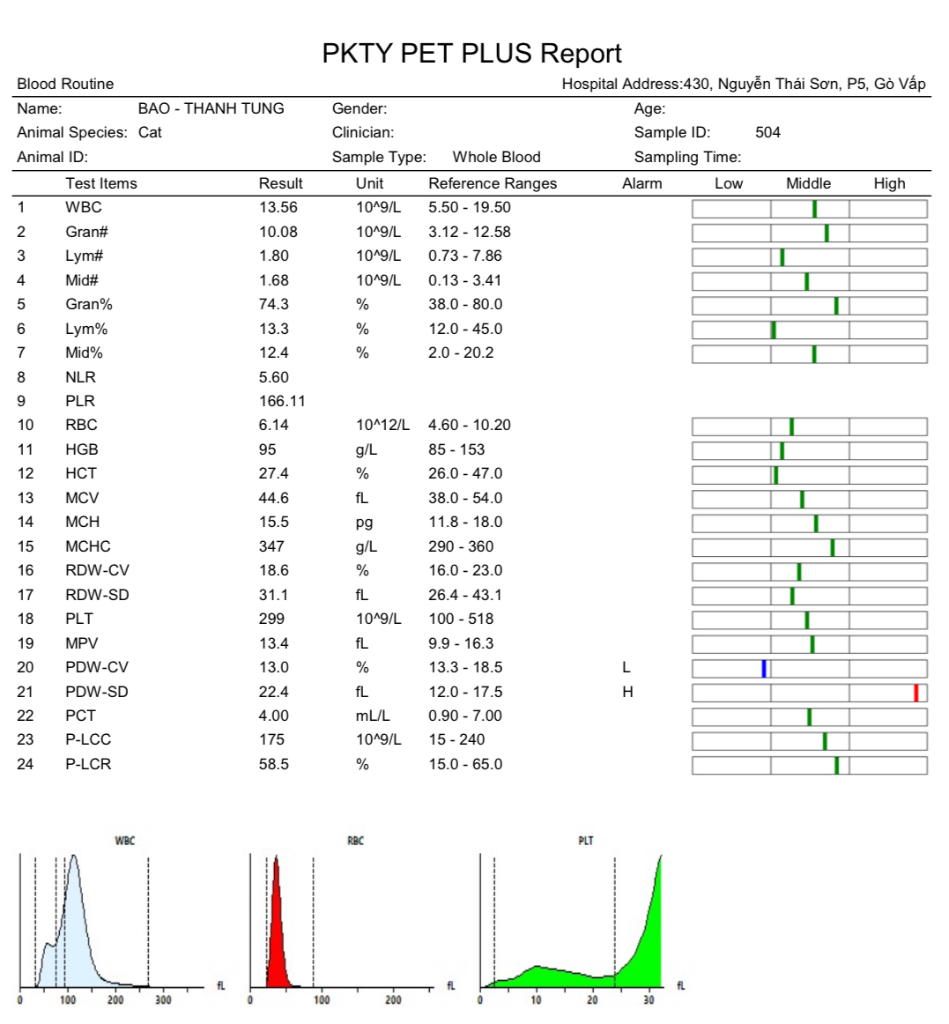 PKTY PET PLUS Report
Blood Routine Hospital Address:430, Nguyễn Thái Sơn, P5, Gò Vấp
Name: BAO - THANH TUNG Gender: Age:
Animal Species: Cat Clinician: Sample ID: 504
Animal ID: Sample Type: Whole Blood Sampling Time:
Test Items Result Unit Reference Ranges Alarm Low Middle High
1 WBC 13.56 10^9/L 5.50 - 19.50
2 Gran# 10.08 10^9/L 3.12 - 12.58
3 Lym# 1.80 10^9/L 0.73 - 7.86
4 Mid# 1.68 10^9/L 0.13 - 3.41
5 Gran% 74.3 % 38.0 - 80.0
6 Lym% 13.3 % 12.0 - 45.0
7 Mid% 12.4 % 2.0 - 20.2
8 NLR 5.60
9 PLR 166.11
10 RBC 6.14 10^12/L 4.60 - 10.20
11 HGB 95 g/L 85 - 153
12 HCT 27.4 % 26.0 - 47.0
13 MCV 44.6 fL 38.0 - 54.0
14 MCH 15.5 pg 11.8 - 18.0
15 MCHC 347 g/L 290 - 360
16 RDW-CV 18.6 % 16.0 - 23.0
17 RDW-SD 31.1 fL 26.4 - 43.1
18 PLT 299 10^9/L 100 - 518
19 MPV 13.4 fL 9.9 - 16.3
20 PDW-CV 13.0 % 13.3 - 18.5 L
21 PDW-SD 22.4 fL 12.0 - 17.5 H
22 PCT 4.00 mL/L 0.90 - 7.00
23 P-LCC 175 10^9/L 15 - 240
24 P-LCR 58.5 % 15.0 - 65.0
WBC RBC PLT
fL fL fL
0 100 200 300 0 100 200 0 10 20 30